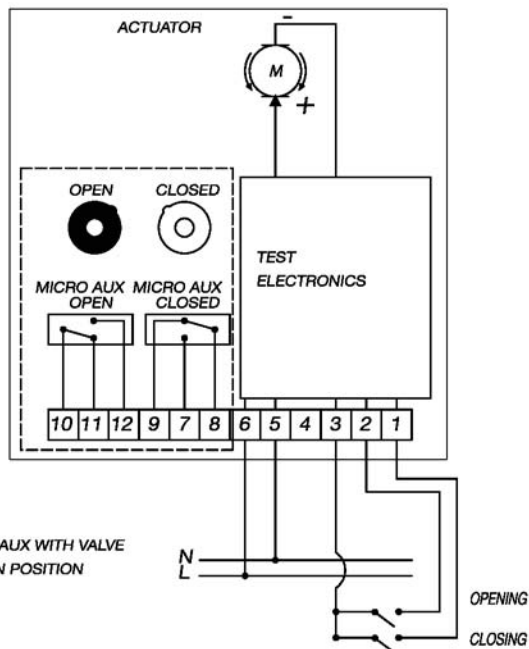 ACTUATOR
-
M
+
OPEN CLOSED
TEST
ELECTRONICS
MICRO AUX MICRO AUX
OPEN CLOSED
10 11 12 9 7 8 6 5 4 3 2 1
AUX WITH VALVE
N POSITION
N
L
OPENING
CLOSING